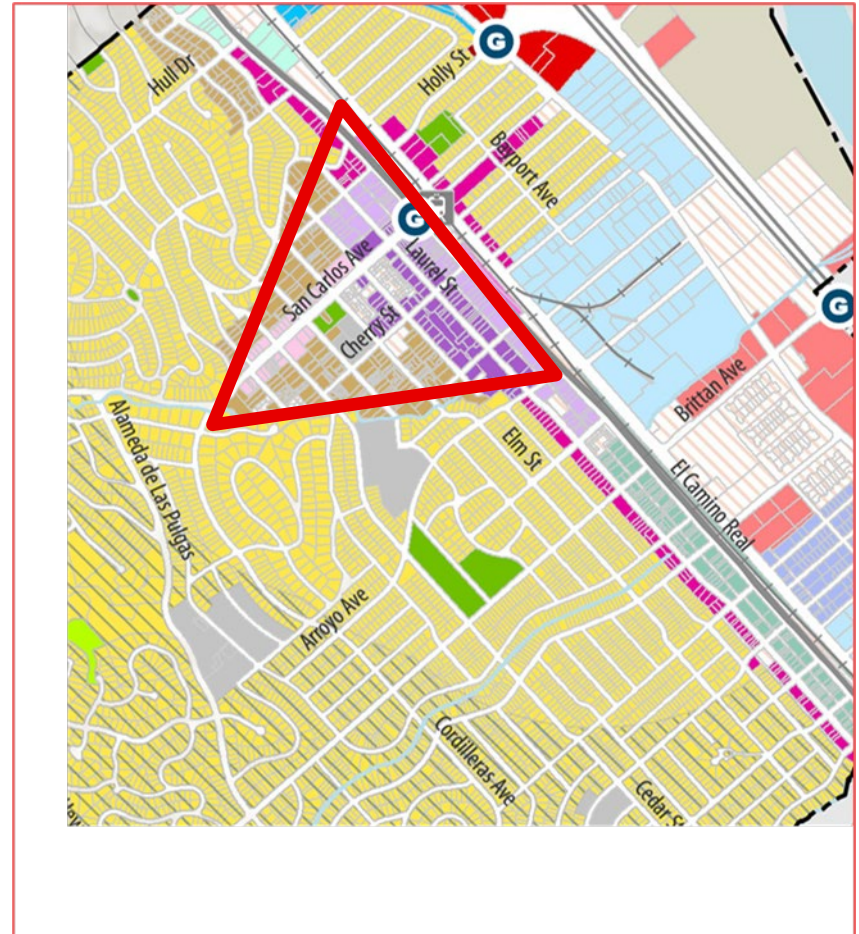 G
Hull Dr
Holly St
Bayport Ave
G
San Carlos Ave
Laurel St
Cherry St
G
Brittan Ave
Alameda de Las Pulgas
Elm St
El Camino Real
Arroyo Ave
Cordilleras Ave
Cedar St